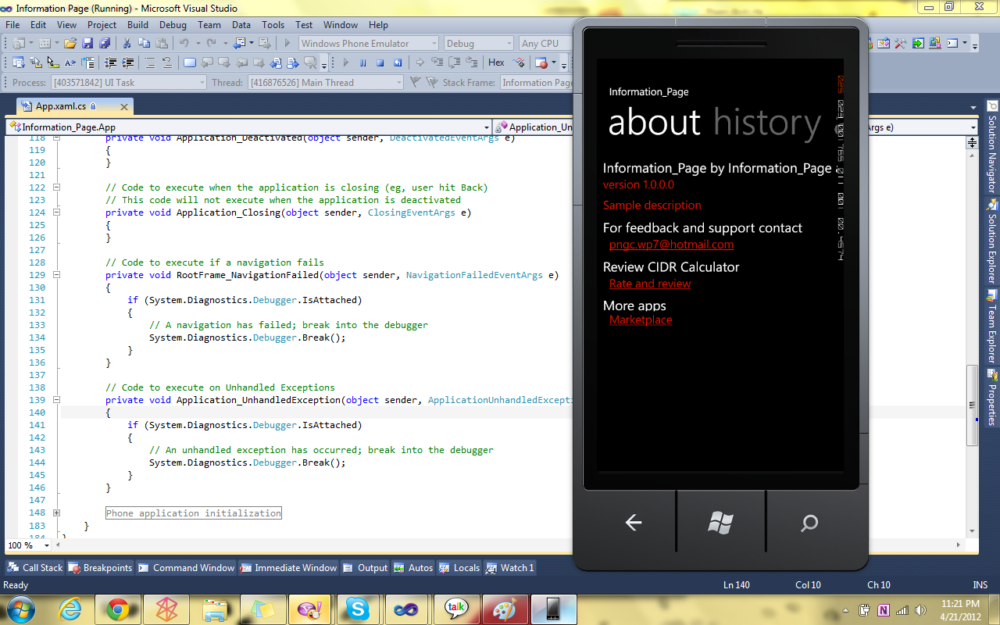 Information Page (Running) - Microsoft Visual Studio
File Edit View Project Build Debug Team Data Tools Test Window Help
Windows Phone Emulator Debug Any CPU
Hex
Process: [403571842] UI Task Thread: [416876526] Main Thread Stack Frame: Information Pag
App.xaml.cs
Information_Page.App Application_Un Args e)
118 private void Application_Deactivated(object sender, DeactivatedEventArgs e)
119 {
120 }
121
122 // Code to execute when the application is closing (eg, user hit Back)
123 // This code will not execute when the application is deactivated
124 private void Application_Closing(object sender, ClosingEventArgs e)
125 {
126 }
127
128 // Code to execute if a navigation fails
129 private void RootFrame_NavigationFailed(object sender, NavigationFailedEventArgs e)
130 {
131 if (System.Diagnostics.Debugger.IsAttached)
132 {
133 // A navigation has failed; break into the debugger
134 System.Diagnostics.Debugger.Break();
135 }
136 }
137
138 // Code to execute on Unhandled Exceptions
139 private void Application_UnhandledException(object sender, ApplicationUnhandledExcepti
140 {
141 if (System.Diagnostics.Debugger.IsAttached)
142 {
143 // An unhandled exception has occurred; break into the debugger
144 System.Diagnostics.Debugger.Break();
145 }
146 }
147
148 Phone application initialization
183 }
184 }
100 %
Call Stack Breakpoints Command Window Immediate Window Output Autos Locals Watch 1
Ready Ln 140 Col 10 Ch 10 INS
Information_Page
about history
Information_Page by Information_Page
version 1.0.0.0
Sample description
For feedback and support contact
pngc.wp7@hotmail.com
Review CIDR Calculator
Rate and review
More apps
Marketplace
Solution Navigator
Solution Explorer
Team Explorer
Properties
talk
11:21 PM
4/21/2012